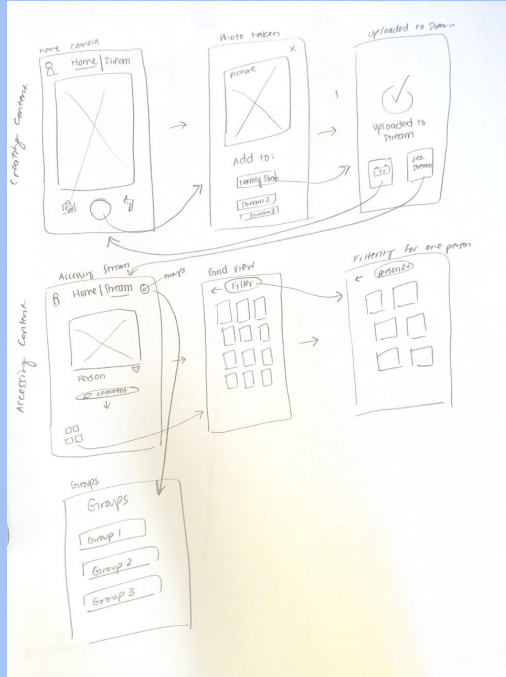 Creating Content
home camera
Home | Stream
Photo taken
X
picture
Add to:
Family Stream
Stream 2
Stream 3
Uploaded to Stream
uploaded to
Stream
see
stream
Accessing Content
Accessing Stream
Home | Stream
groups
Person
comment
Grid view
Filter
Filtering for one person
Person
Groups
Groups
Group 1
Group 2
Group 3